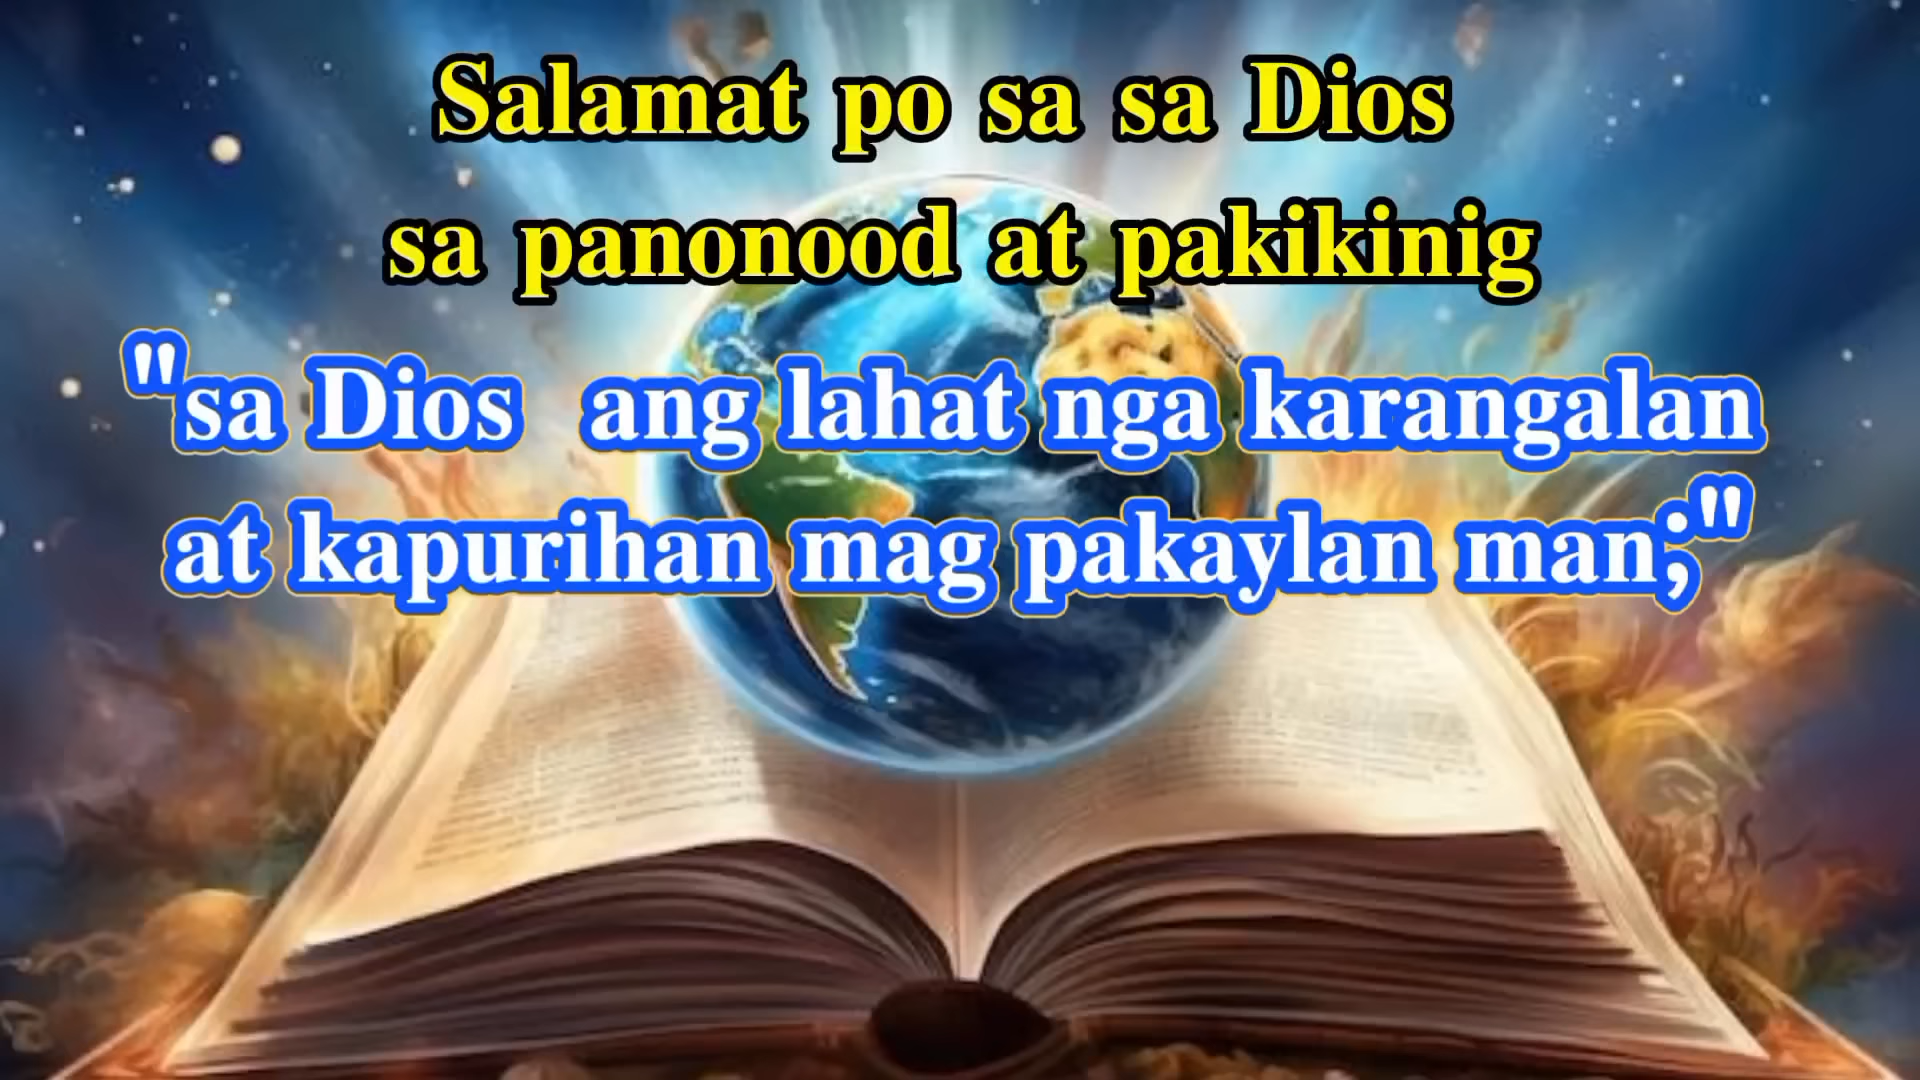 Salamat po sa sa Dios
sa panonood at pakikinig
"sa Dios ang lahat nga karangalan
at kapurihan mag pakaylan man;"